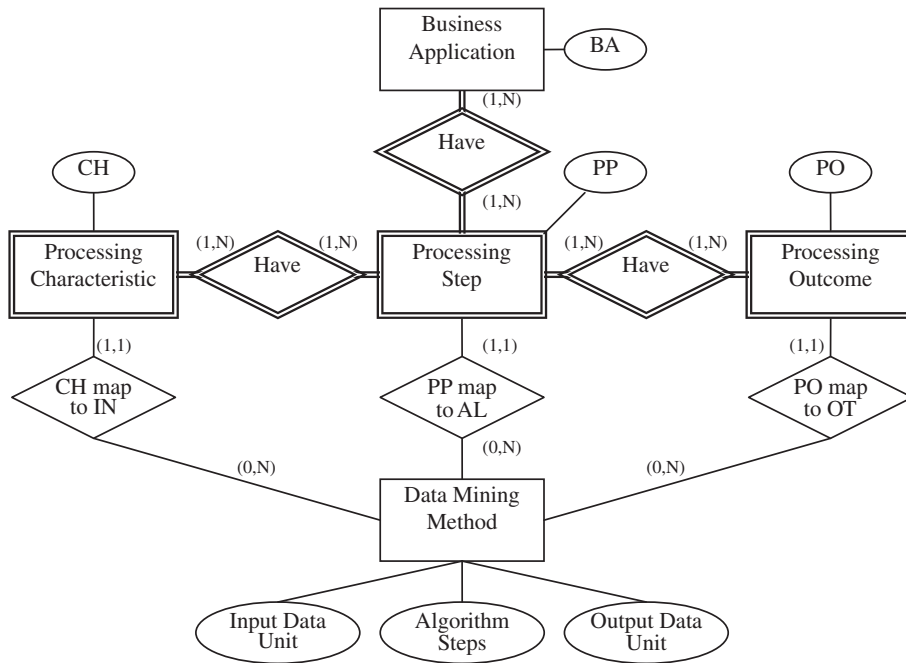 Business
Application
BA
(1,N)
Have
(1,N)
CH
PP
PO
Processing
Characteristic
(1,N)
Have
(1,N)
Processing
Step
(1,N)
Have
(1,N)
Processing
Outcome
(1,1)
(1,1)
(1,1)
CH map
to IN
PP map
to AL
PO map
to OT
(0,N)
(0,N)
(0,N)
Data Mining
Method
Input Data
Unit
Algorithm
Steps
Output Data
Unit